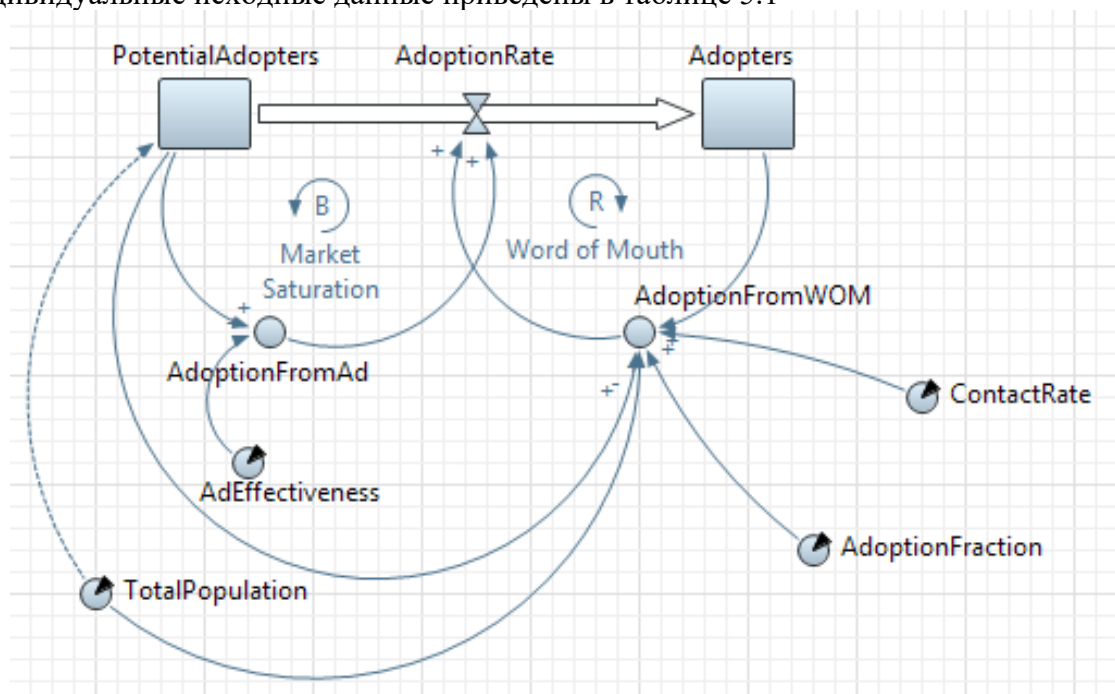 PotentialAdopters AdoptionRate Adopters
+ +
B R
Market Word of Mouth
Saturation
AdoptionFromWOM
+
-
+
+
AdoptionFromAd
+ -
ContactRate
AdEffectiveness
AdoptionFraction
TotalPopulation